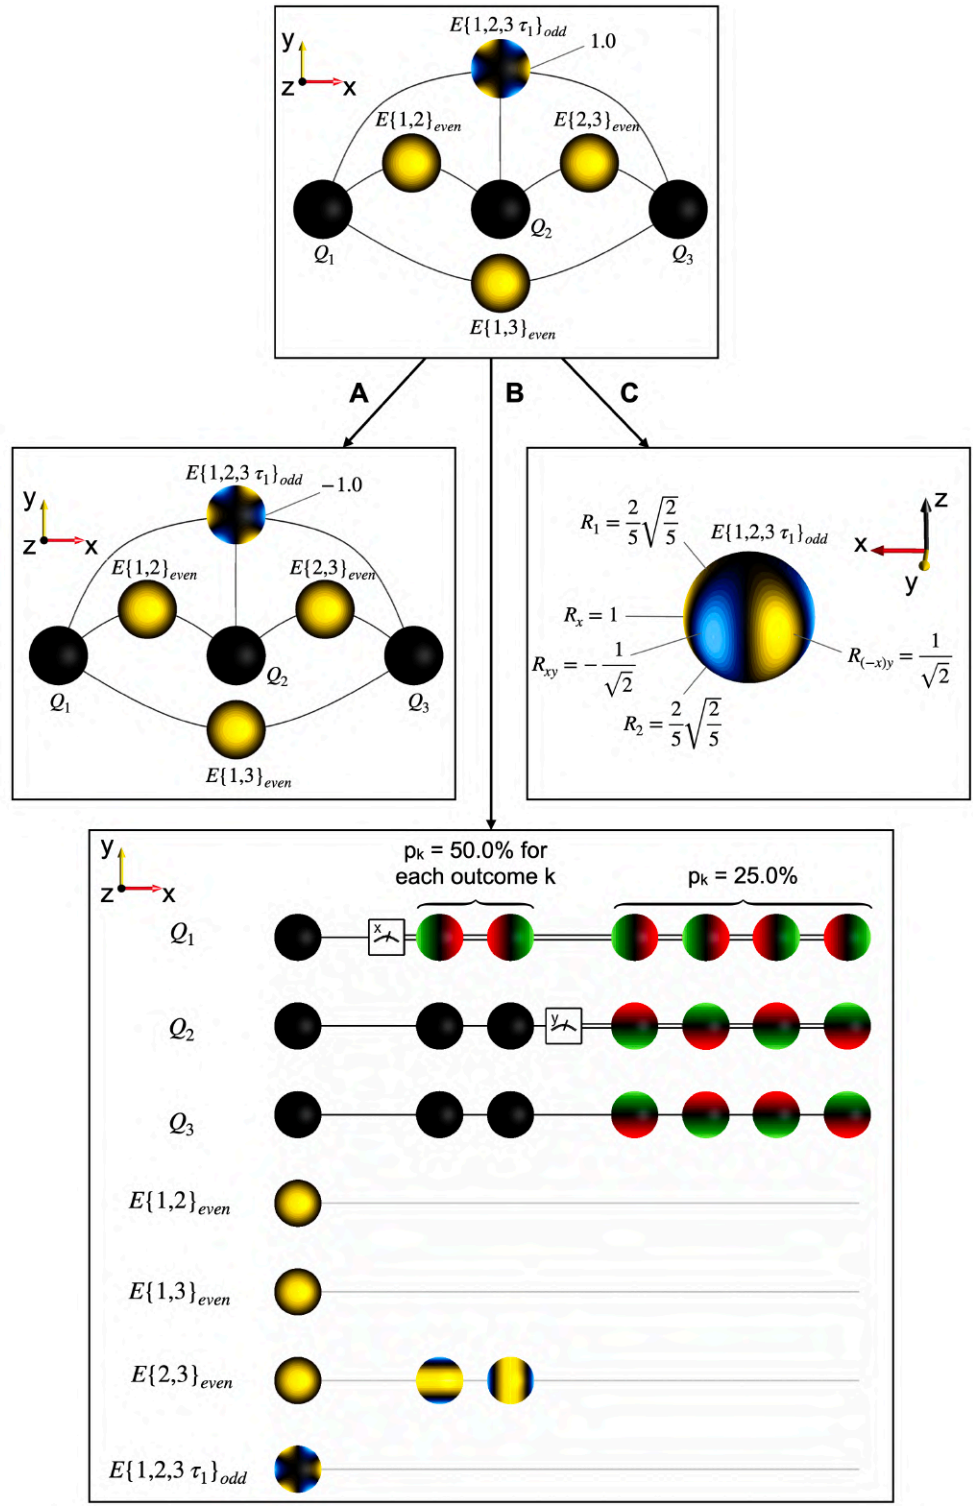 E{1,2,3 τ₁}odd
1.0
y
z
x
E{1,2}even
E{2,3}even
Q₁
Q₂
Q₃
E{1,3}even
A
B
C
E{1,2,3 τ₁}odd
−1.0
y
z
x
E{1,2}even
E{2,3}even
Q₁
Q₂
Q₃
E{1,3}even
z
x
y
R₁ = 2/5 √(2/5)
E{1,2,3 τ₁}odd
Rₓ = 1
Rxy = − 1/√2
R(−x)y = 1/√2
R₂ = 2/5 √(2/5)
y
z
x
pk = 50.0% for
each outcome k
pk = 25.0%
Q₁
x
Q₂
y
Q₃
E{1,2}even
E{1,3}even
E{2,3}even
E{1,2,3 τ₁}odd